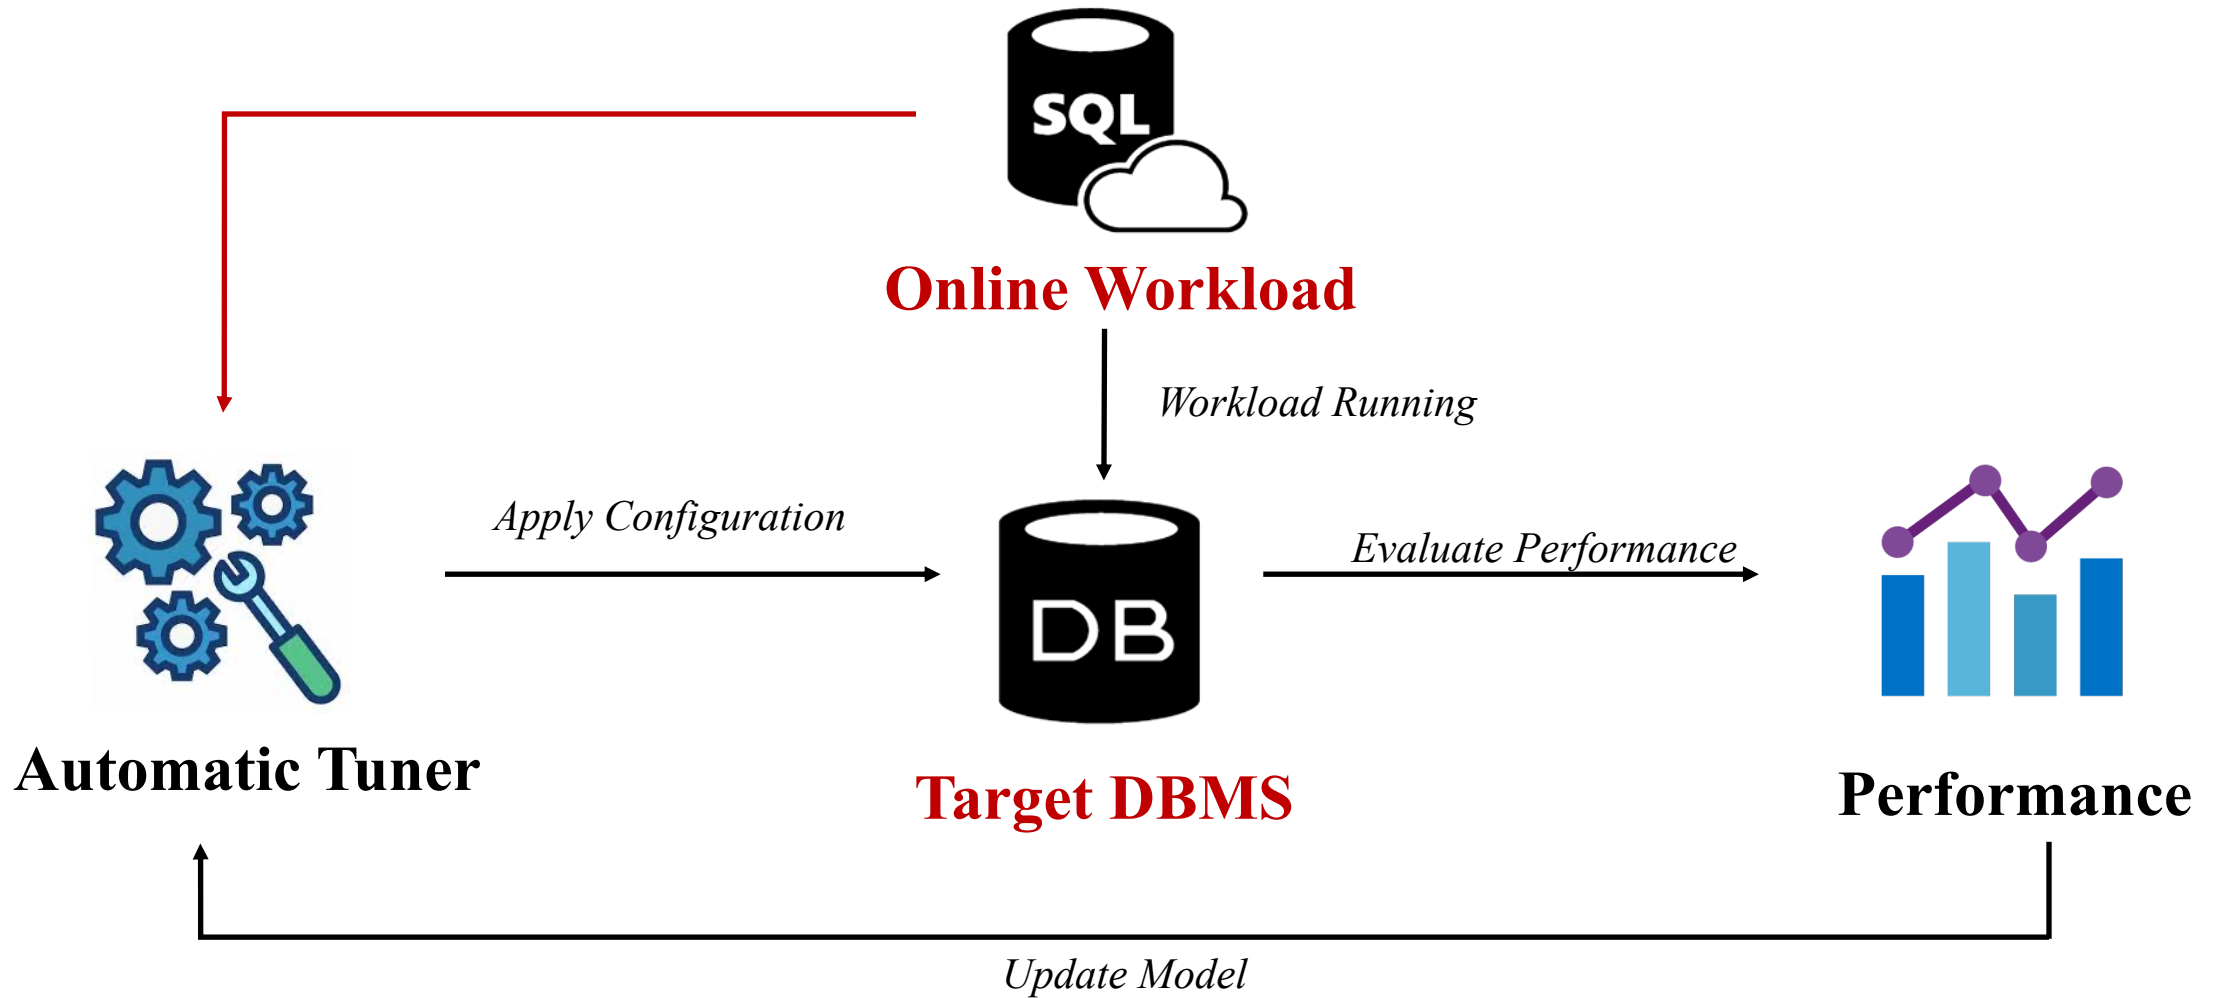 SQL
Online Workload
Workload Running
Apply Configuration
Evaluate Performance
DB
Automatic Tuner
Target DBMS
Performance
Update Model